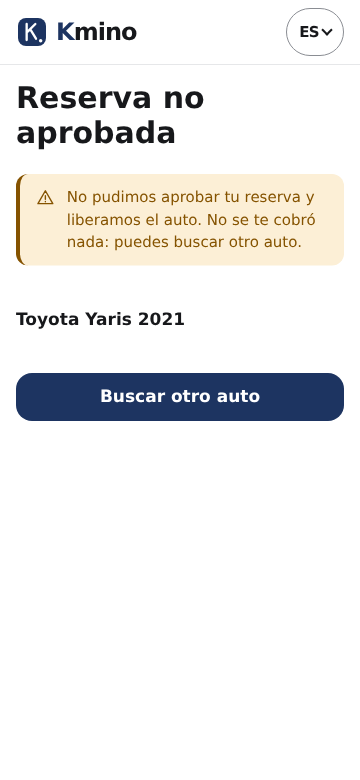 K. Kmino
ES
Reserva no
aprobada
No pudimos aprobar tu reserva y
liberamos el auto. No se te cobró
nada: puedes buscar otro auto.
Toyota Yaris 2021
Buscar otro auto